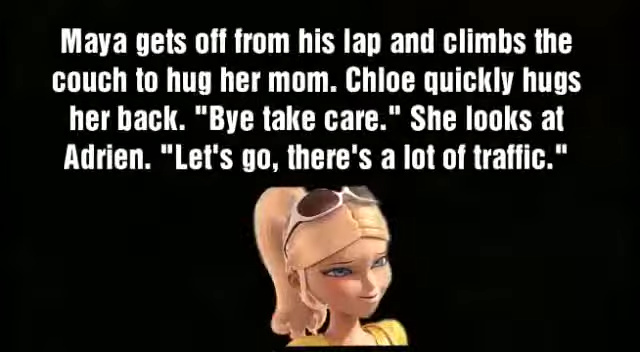 Maya gets off from his lap and climbs the
couch to hug her mom. Chloe quickly hugs
her back. "Bye take care." She looks at
Adrien. "Let's go, there's a lot of traffic."